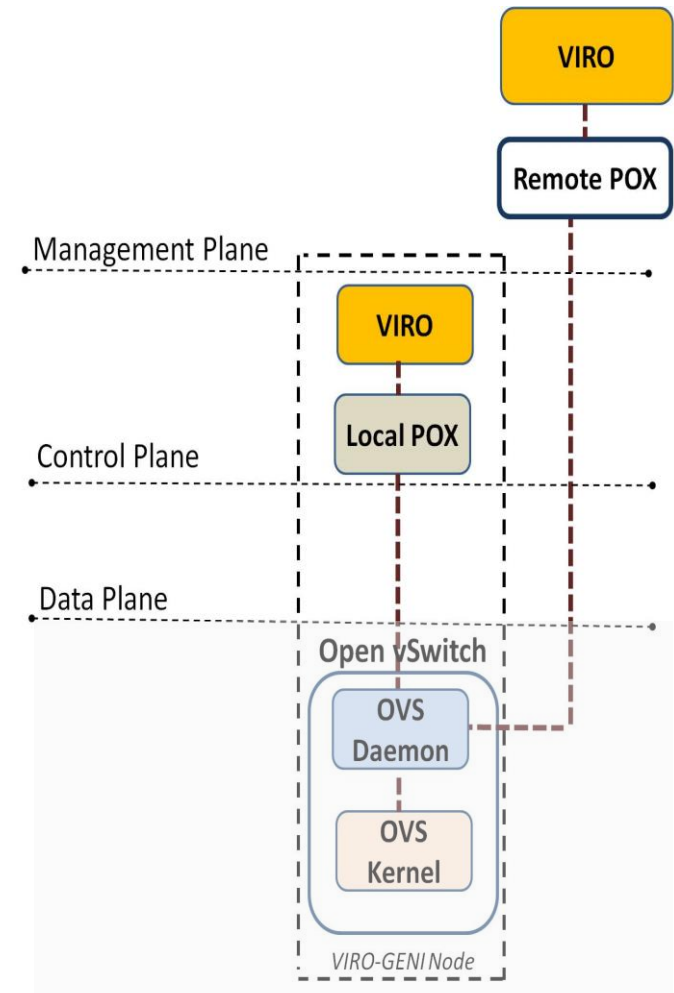 VIRO
Remote POX
Management Plane
VIRO
Local POX
Control Plane
Data Plane
Open vSwitch
OVS
Daemon
OVS
Kernel
VIRO-GENI Node